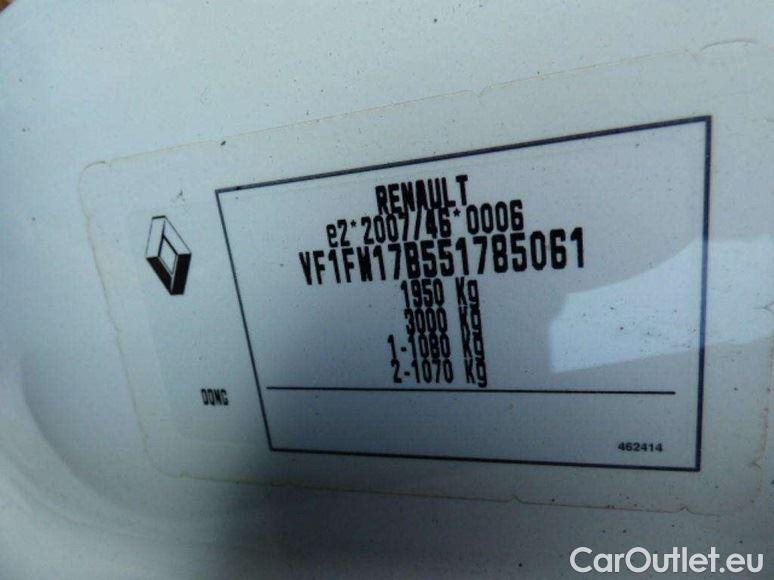 RENAULT
e2*2007/46*0006
VF1FW17B551785061
1950 Kg
3000 Kg
1-1080 Kg
2-1070 Kg
DQMG
462414
CarOutlet.eu